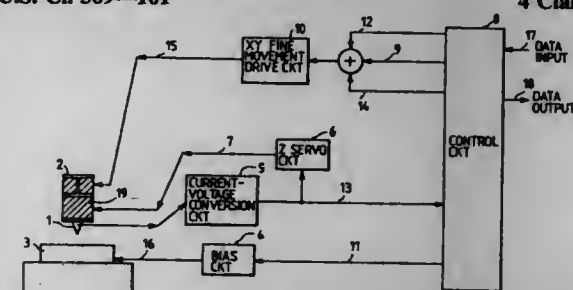 4 Cla
12
8
10
XY FINE
MOVEMENT
DRIVE CKT
15
9
17
DATA
INPUT
14
18
DATA
OUTPUT
6
7
Z SERVO
CKT
2
5
19
CURRENT-
VOLTAGE
CONVERSION
CKT
CONTROL
CKT
13
1
3
16
4
BIAS
CKT
11